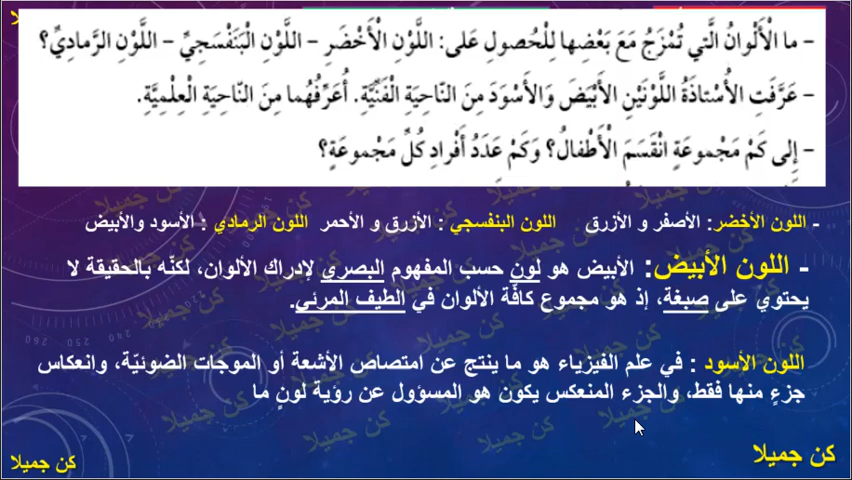 كن جميلا
- ما الْأَلْوانُ الَّتي تُمْزَجُ مَعَ بَعْضِها لِلْحُصولِ عَلى: اللَّوْنِ الْأَخْضَرِ - اللَّوْنِ الْبَنَفْسَجِيِّ - اللَّوْنِ الرَّمادِيِّ؟
- عَرَّفَتِ الْأُسْتاذَةُ اللَّوْنَيْنِ الْأَبْيَضَ وَالْأَسْوَدَ مِنَ النّاحِيَةِ الْفَنِّيَّةِ. أُعَرِّفُهُما مِنَ النّاحِيَةِ الْعِلْمِيَّةِ.
- إِلى كَمْ مَجْموعَةٍ انْقَسَمَ الْأَطْفالُ؟ وَكَمْ عَدَدُ أَفْرادِ كُلِّ مَجْموعَةٍ؟
- اللون الأخضر: الأصفر و الأزرق اللون البنفسجي : الأزرق و الأحمر اللون الرمادي : الأسود والأبيض
- اللون الأبيض: الأبيض هو لون حسب المفهوم البصري لإدراك الألوان، لكنّه بالحقيقة لا
يحتوي على صبغة، إذ هو مجموع كافّة الألوان في الطيف المرئي.
اللون الأسود : في علم الفيزياء هو ما ينتج عن امتصاص الأشعة أو الموجات الضوئيّة، وانعكاس
جزءٍ منها فقط، والجزء المنعكس يكون هو المسؤول عن رؤية لونٍ ما
كن جميلا
كن جميلا